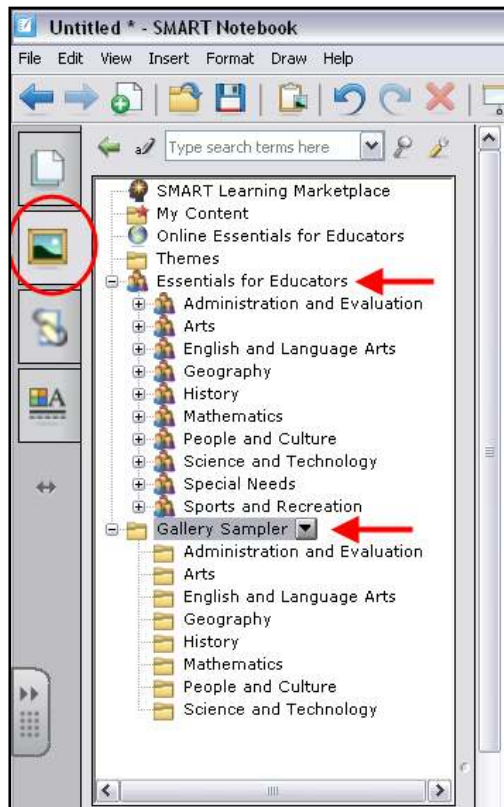 Untitled * - SMART Notebook
File Edit View Insert Format Draw Help
Type search terms here
SMART Learning Marketplace
My Content
Online Essentials for Educators
Themes
Essentials for Educators
Administration and Evaluation
Arts
English and Language Arts
Geography
History
Mathematics
People and Culture
Science and Technology
Special Needs
Sports and Recreation
Gallery Sampler
Administration and Evaluation
Arts
English and Language Arts
Geography
History
Mathematics
People and Culture
Science and Technology